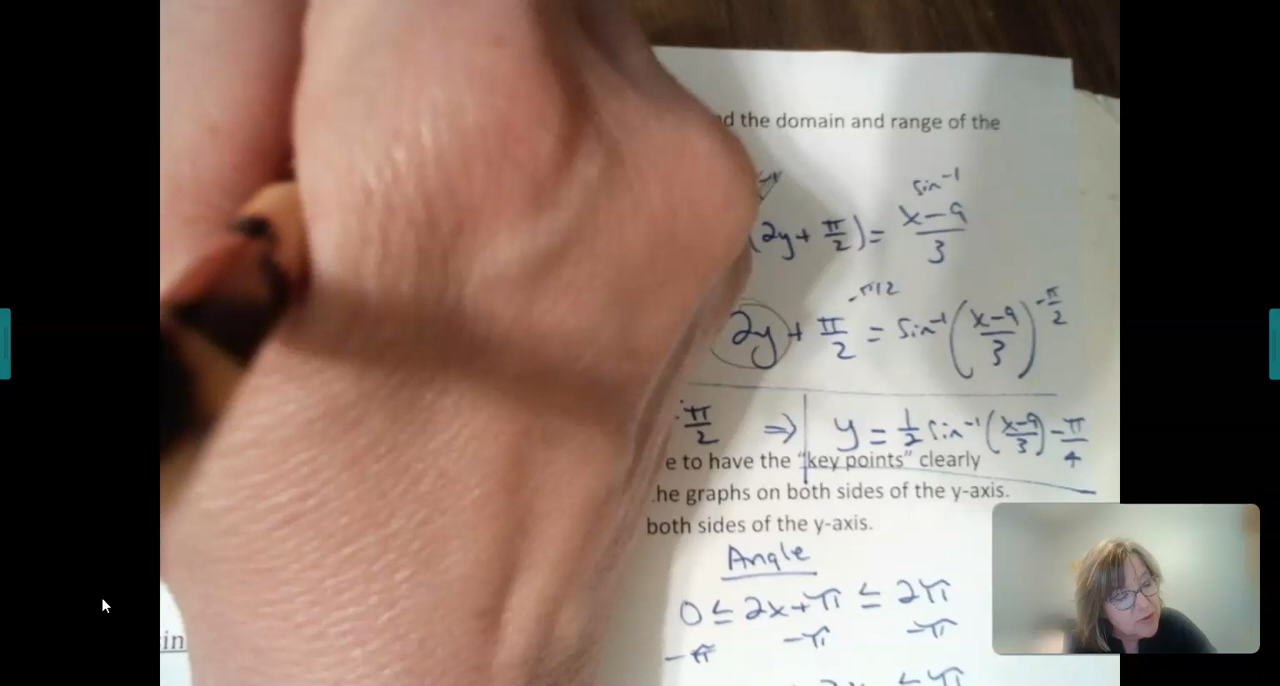 d the domain and range of the
sin⁻¹
(2y + π/2) = (x-9)/3
-π/2
2y + π/2 = sin⁻¹((x-9)/3) -π/2
π/2 ⇒ y = 1/2 sin⁻¹((x-9)/3) - π/4
e to have the "key points" clearly
he graphs on both sides of the y-axis.
both sides of the y-axis.
Angle
0 ≤ 2x+π ≤ 2π
-π -π -π
≤ π
in